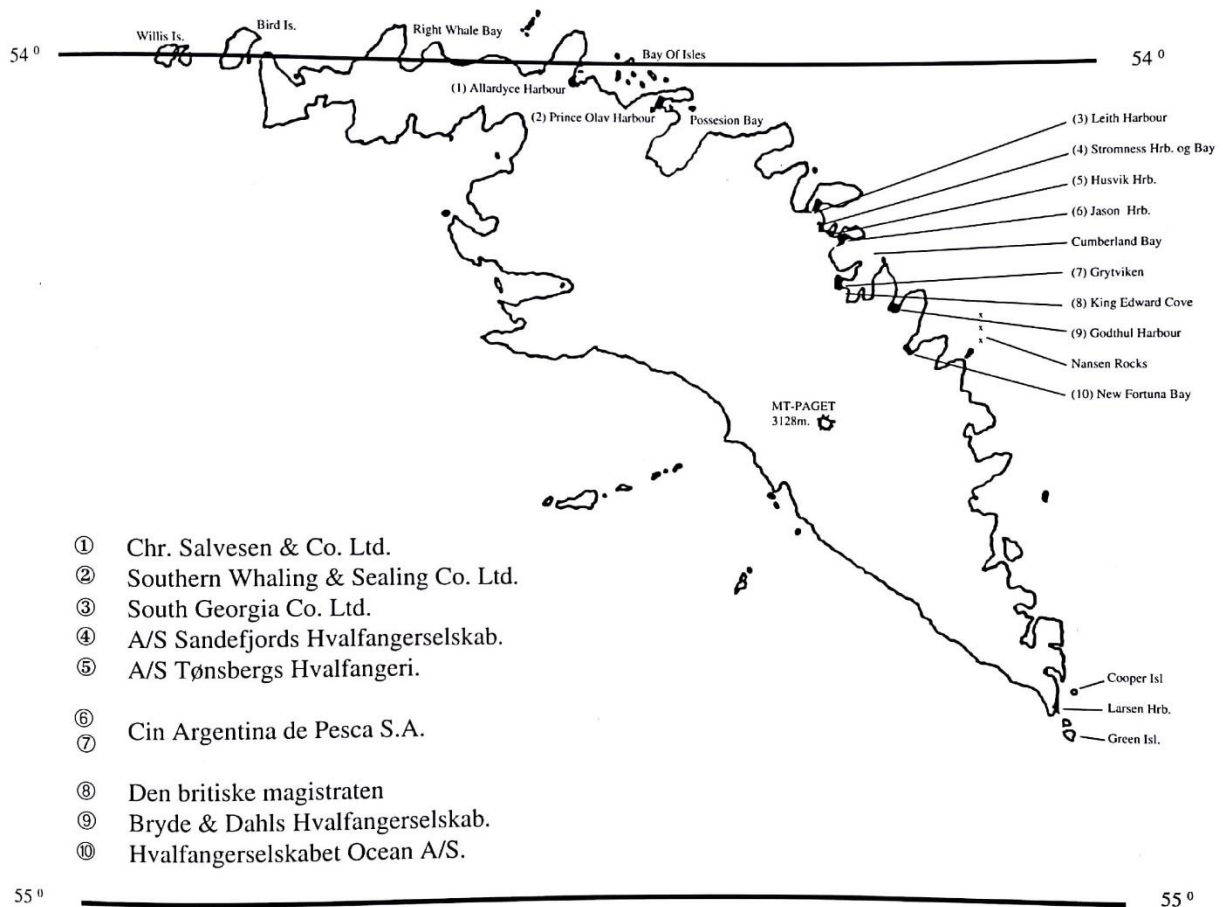 Willis Is.
Bird Is.
Right Whale Bay
Bay Of Isles
54 º
54 º
(1) Allardyce Harbour
(2) Prince Olav Harbour
Possesion Bay
(3) Leith Harbour
(4) Stromness Hrb. og Bay
(5) Husvik Hrb.
(6) Jason Hrb.
Cumberland Bay
(7) Grytviken
(8) King Edward Cove
(9) Godthul Harbour
x
x
x
Nansen Rocks
(10) New Fortuna Bay
MT-PAGET
3128m.
① Chr. Salvesen & Co. Ltd.
② Southern Whaling & Sealing Co. Ltd.
③ South Georgia Co. Ltd.
④ A/S Sandefjords Hvalfangerselskab.
⑤ A/S Tønsbergs Hvalfangeri.
⑥
⑦ Cin Argentina de Pesca S.A.
⑧ Den britiske magistraten
⑨ Bryde & Dahls Hvalfangerselskab.
⑩ Hvalfangerselskabet Ocean A/S.
Cooper Isl
Larsen Hrb.
Green Isl.
55 º
55 º